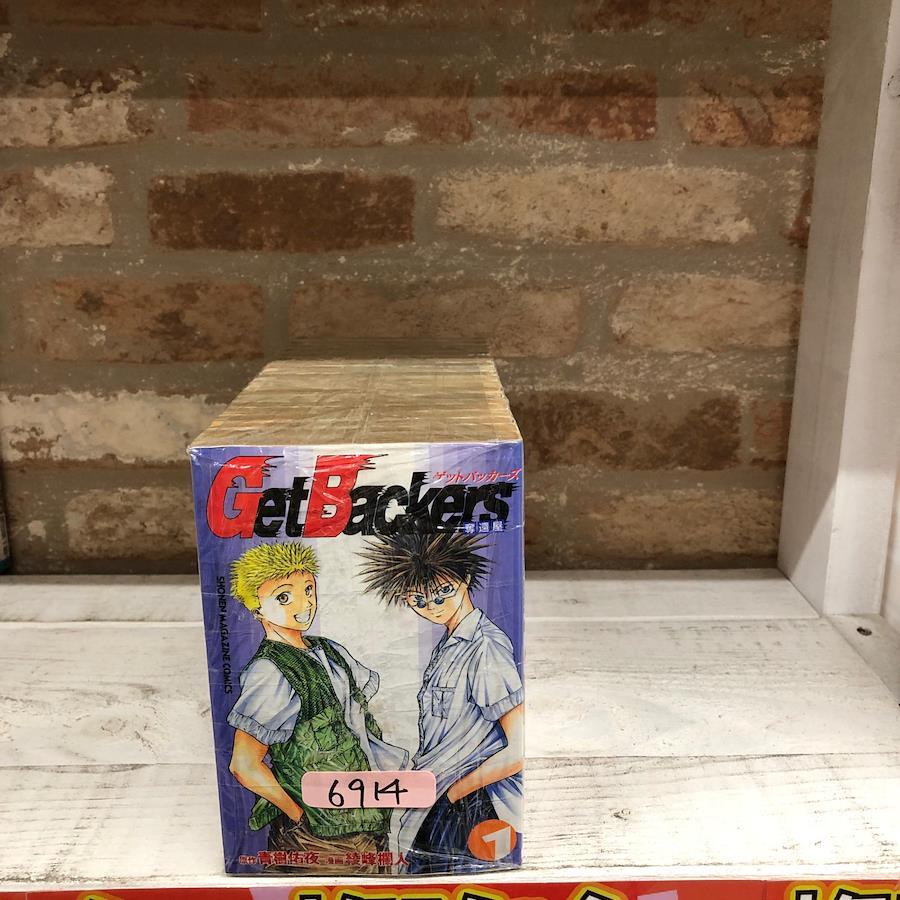 GetBackers
ゲットバッカーズ
奪還屋
SHONEN MAGAZINE COMICS
6914
1
原作 青樹佑夜 漫画 綾峰欄人